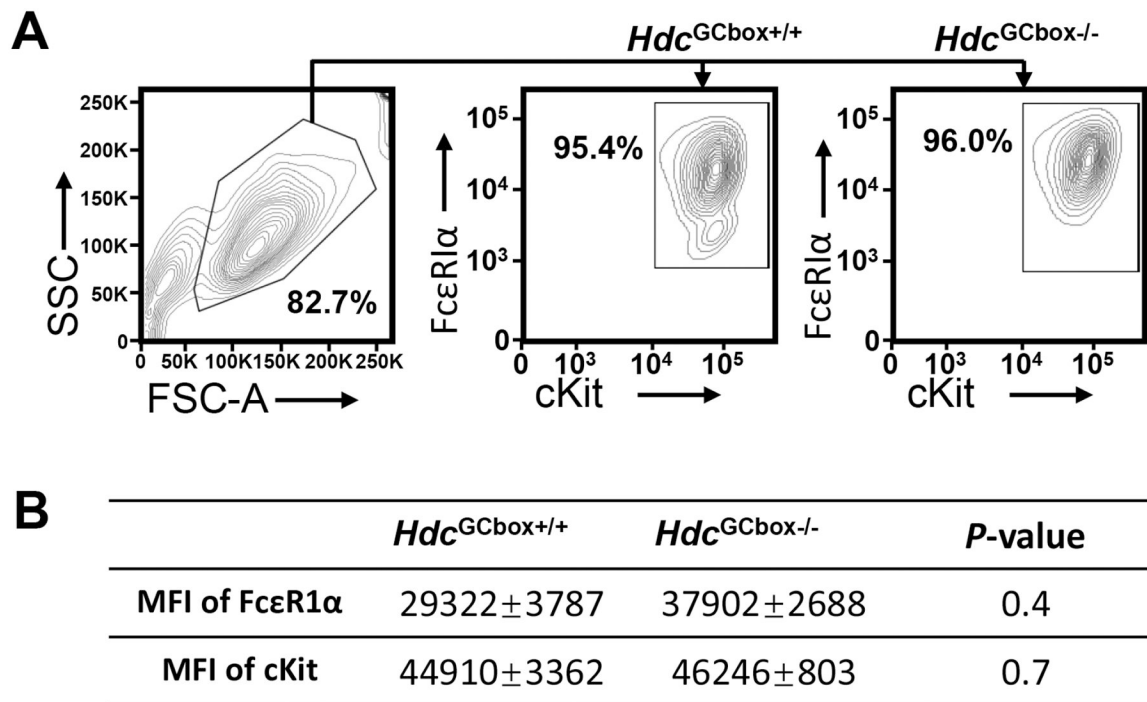 A
Hdc^GCbox+/+ Hdc^GCbox-/-
250K
200K
150K
100K
50K
0
SSC
82.7%
0 50K 100K 150K 200K 250K
FSC-A
95.4%
10^5
10^4
10^3
0
FcεRIα
0 10^3 10^4 10^5
cKit
96.0%
10^5
10^4
10^3
0
FcεRIα
0 10^3 10^4 10^5
cKit
B
Hdc^GCbox+/+ Hdc^GCbox-/- P-value
MFI of FcεR1α 29322±3787 37902±2688 0.4
MFI of cKit 44910±3362 46246±803 0.7